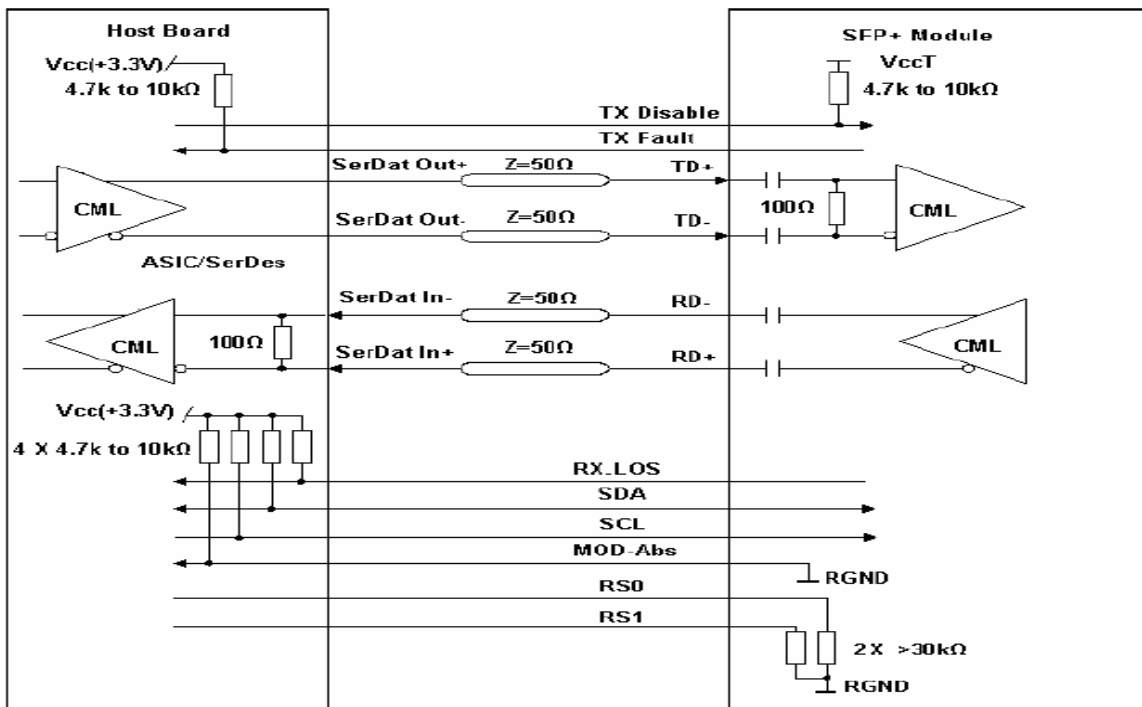 Host Board
SFP+ Module
Vcc(+3.3V)
4.7k to 10kΩ
VccT
4.7k to 10kΩ
TX Disable
TX Fault
SerDat Out+
Z=50Ω
TD+
CML
100Ω
CML
SerDat Out-
Z=50Ω
TD-
ASIC/SerDes
SerDat In-
Z=50Ω
RD-
100Ω
CML
SerDat In+
Z=50Ω
RD+
CML
Vcc(+3.3V)
4 X 4.7k to 10kΩ
RX_LOS
SDA
SCL
MOD-Abs
RGND
RS0
RS1
2 X >30kΩ
RGND